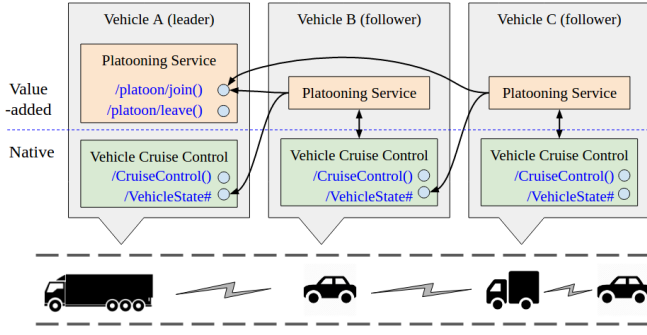 Vehicle A (leader)
Vehicle B (follower)
Vehicle C (follower)
Platooning Service
/platoon/join()
/platoon/leave()
Platooning Service
Platooning Service
Value
-added
Native
Vehicle Cruise Control
/CruiseControl()
/VehicleState#
Vehicle Cruise Control
/CruiseControl()
/VehicleState#
Vehicle Cruise Control
/CruiseControl()
/VehicleState#